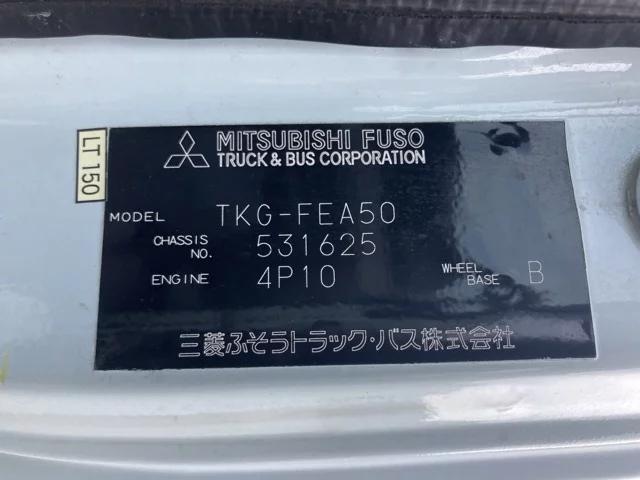 LT 150
MITSUBISHI FUSO
TRUCK & BUS CORPORATION
MODEL TKG-FEA50
CHASSIS NO. 531625
ENGINE 4P10 WHEEL BASE B
三菱ふそうトラック・バス株式会社